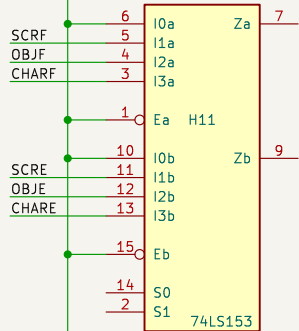 6 I0a Za 7
SCRF 5 I1a
OBJF 4 I2a
CHARF 3 I3a
1 Ea H11
10 I0b Zb 9
SCRE 11 I1b
OBJE 12 I2b
CHARE 13 I3b
15 Eb
14 S0
2 S1
74LS153